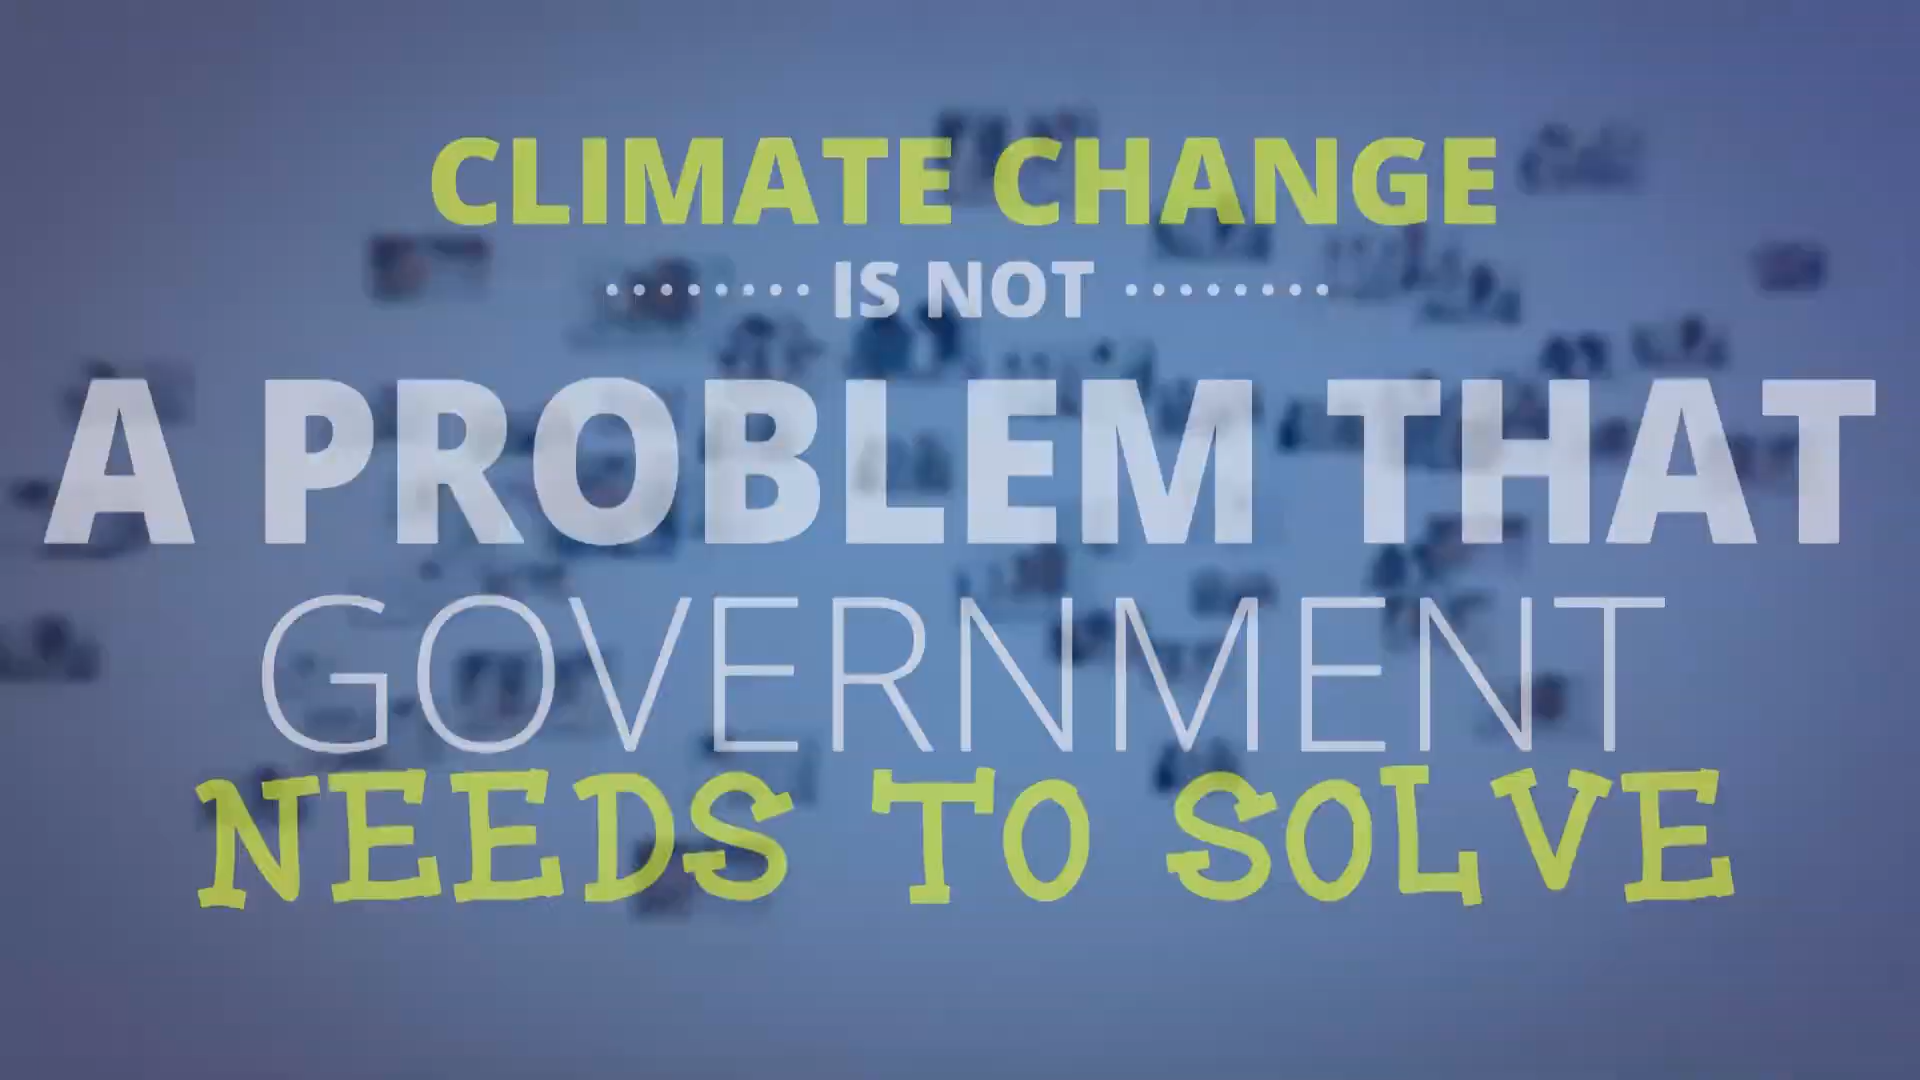 CLIMATE CHANGE
IS NOT
A PROBLEM THAT
GOVERNMENT
NEEDS TO SOLVE